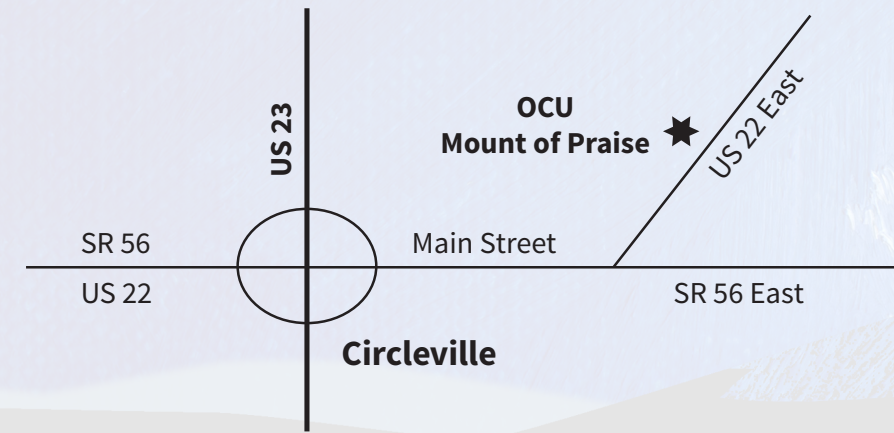 US 23
OCU
Mount of Praise
US 22 East
SR 56
Main Street
US 22
SR 56 East
Circleville